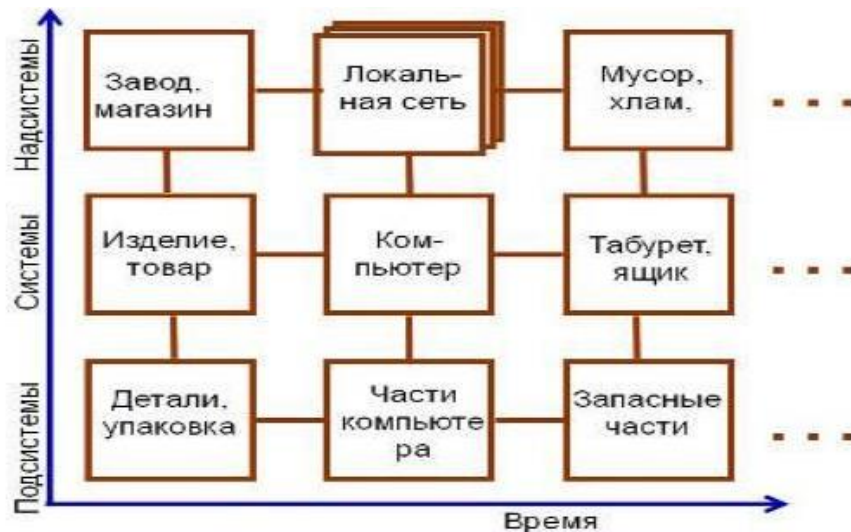 Надсистемы
Завод,
магазин
Локаль-
ная сеть
Мусор,
хлам,
Системы
Изделие,
товар
Ком-
пьютер
Табурет,
ящик
Подсистемы
Детали,
упаковка
Части
компьюте
ра
Запасные
части
Время